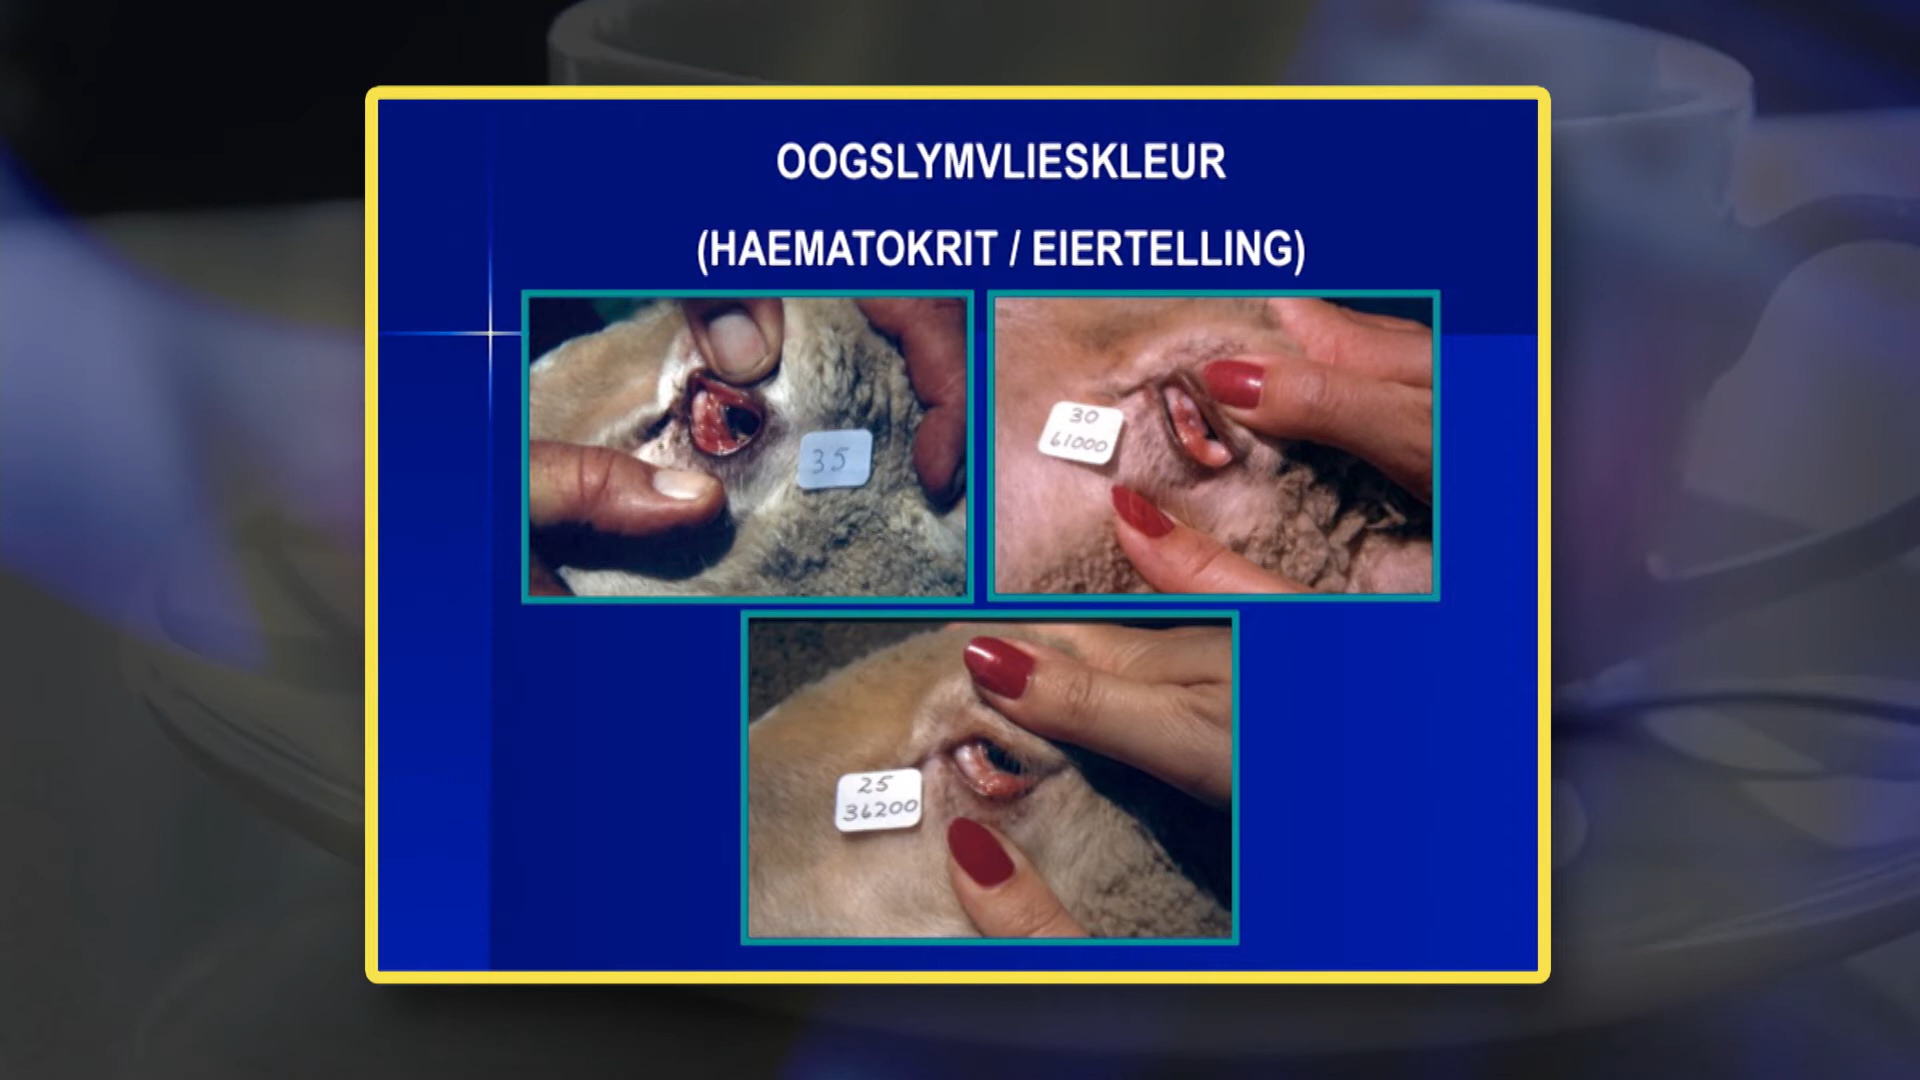 OOGSLYMVLIESKLEUR
(HAEMATOKRIT / EIERTELLING)
35
30
61000
25
36200